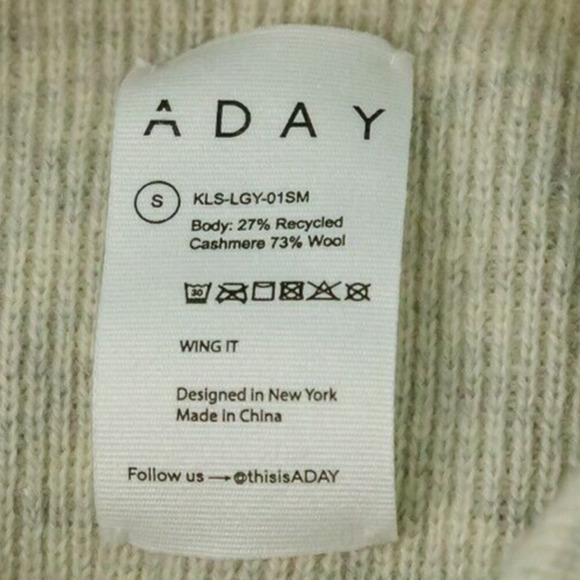 ADAY
S KLS-LGY-01SM
Body: 27% Recycled
Cashmere 73% Wool
30
WING IT
Designed in New York
Made in China
Follow us → @thisisADAY